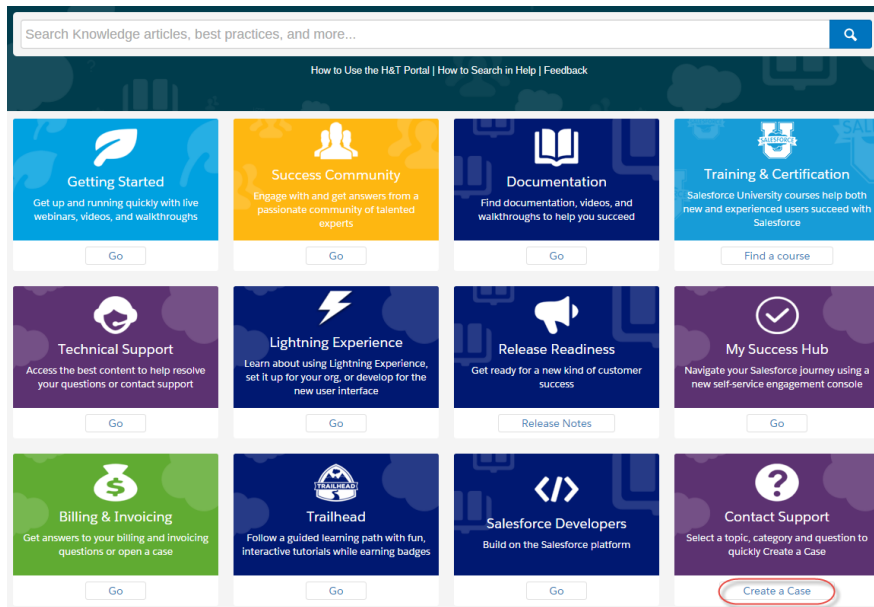 Search Knowledge articles, best practices, and more...
How to Use the H&T Portal | How to Search in Help | Feedback
Getting Started
Get up and running quickly with live
webinars, videos, and walkthroughs
Go
Success Community
Engage with and get answers from a
passionate community of talented
experts
Go
Documentation
Find documentation, videos, and
walkthroughs to help you succeed
Go
SALESFORCE
SAL
Training & Certification
Salesforce University courses help both
new and experienced users succeed with
Salesforce
Find a course
Technical Support
Access the best content to help resolve
your questions or contact support
Go
Lightning Experience
Learn about using Lightning Experience,
set it up for your org, or develop for the
new user interface
Go
Release Readiness
Get ready for a new kind of customer
success
Release Notes
My Success Hub
Navigate your Salesforce journey using a
new self-service engagement console
Go
$
Billing & Invoicing
Get answers to your billing and invoicing
questions or open a case
Go
TRAILHEAD
Trailhead
Follow a guided learning path with fun,
interactive tutorials while earning badges
Go
</>
Salesforce Developers
Build on the Salesforce platform
Go
?
Contact Support
Select a topic, category and question to
quickly Create a Case
Create a Case